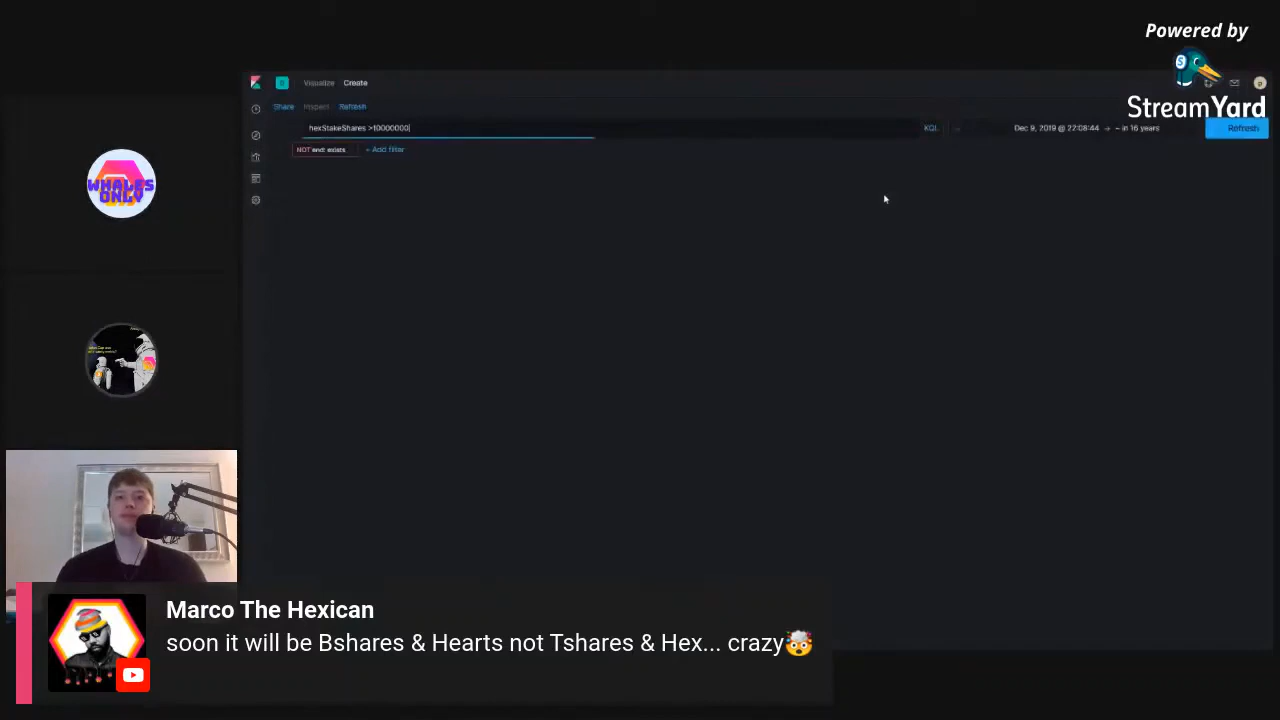 Powered by
StreamYard
Visualize Create
Share Inspect Refresh
hexStakeShares >10000000
KQL
Dec 9, 2019 @ 22:08:44 → ~ in 16 years
Refresh
NOT end: exists
+ Add filter
WHALES
ONLY
Marco The Hexican
soon it will be Bshares & Hearts not Tshares & Hex... crazy🤯